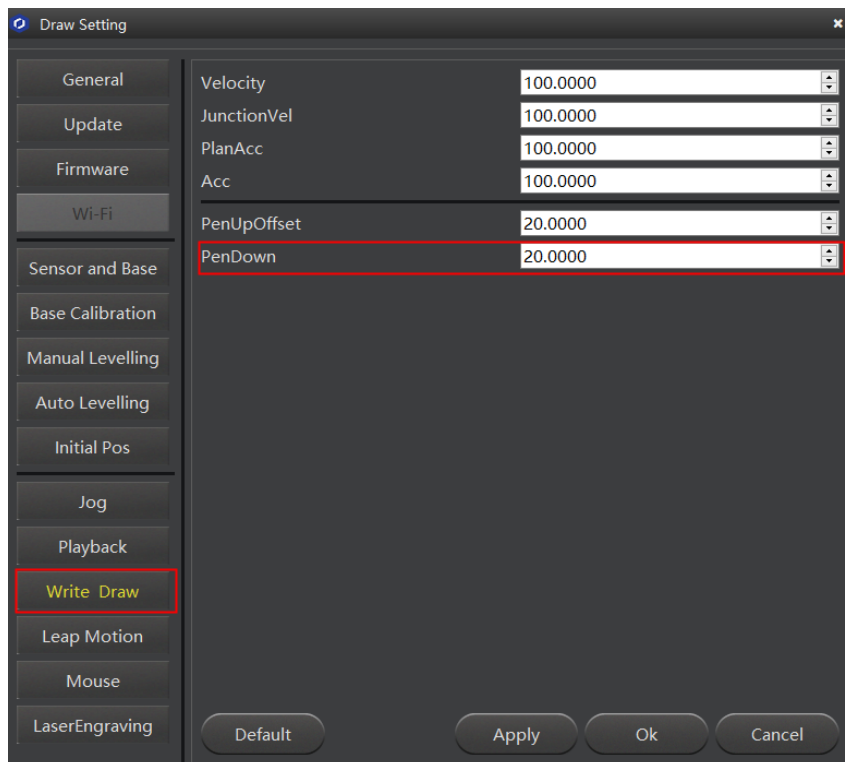 Draw Setting
General
Update
Firmware
Wi-Fi
Sensor and Base
Base Calibration
Manual Levelling
Auto Levelling
Initial Pos
Jog
Playback
Write Draw
Leap Motion
Mouse
LaserEngraving
Velocity 100.0000
JunctionVel 100.0000
PlanAcc 100.0000
Acc 100.0000
PenUpOffset 20.0000
PenDown 20.0000
Default Apply Ok Cancel